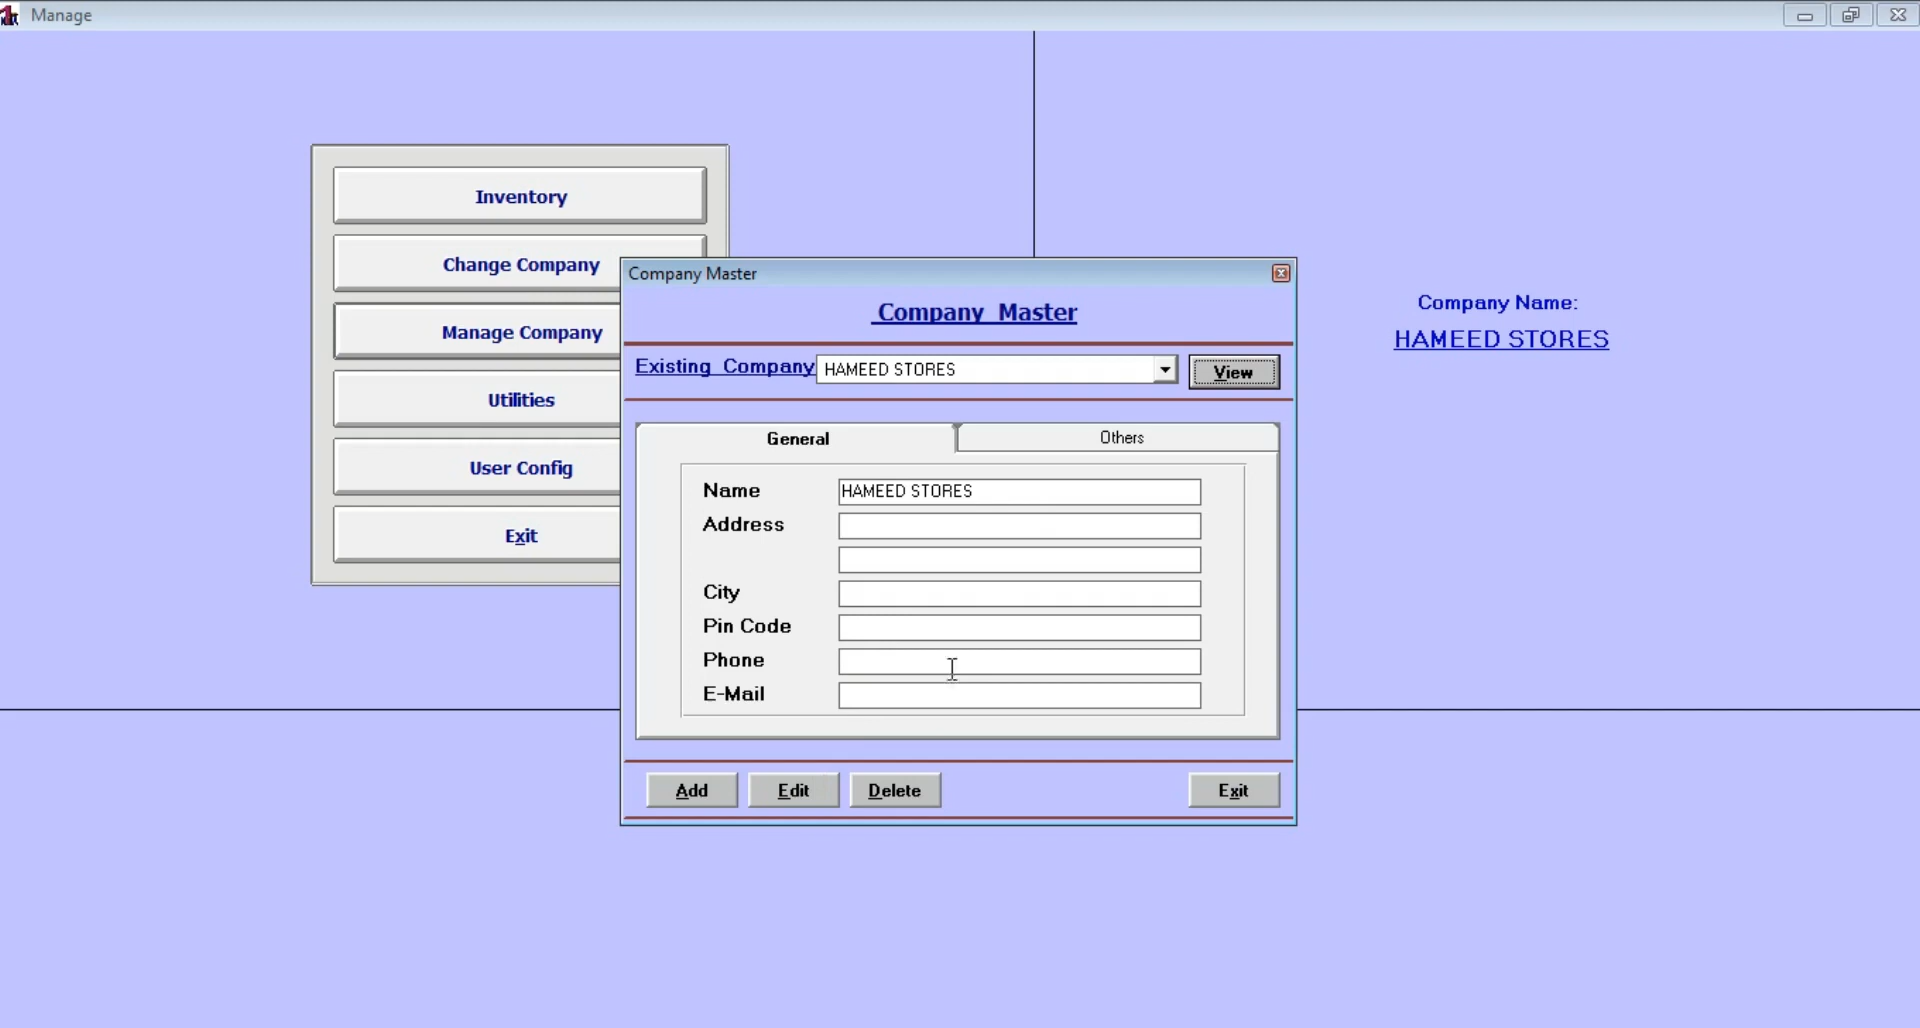 Manage
Inventory
Change Company
Manage Company
Utilities
User Config
Exit
Company Master
Company Master
Existing Company HAMEED STORES View
General Others
Name HAMEED STORES
Address
City
Pin Code
Phone
E-Mail
Add Edit Delete Exit
Company Name:
HAMEED STORES